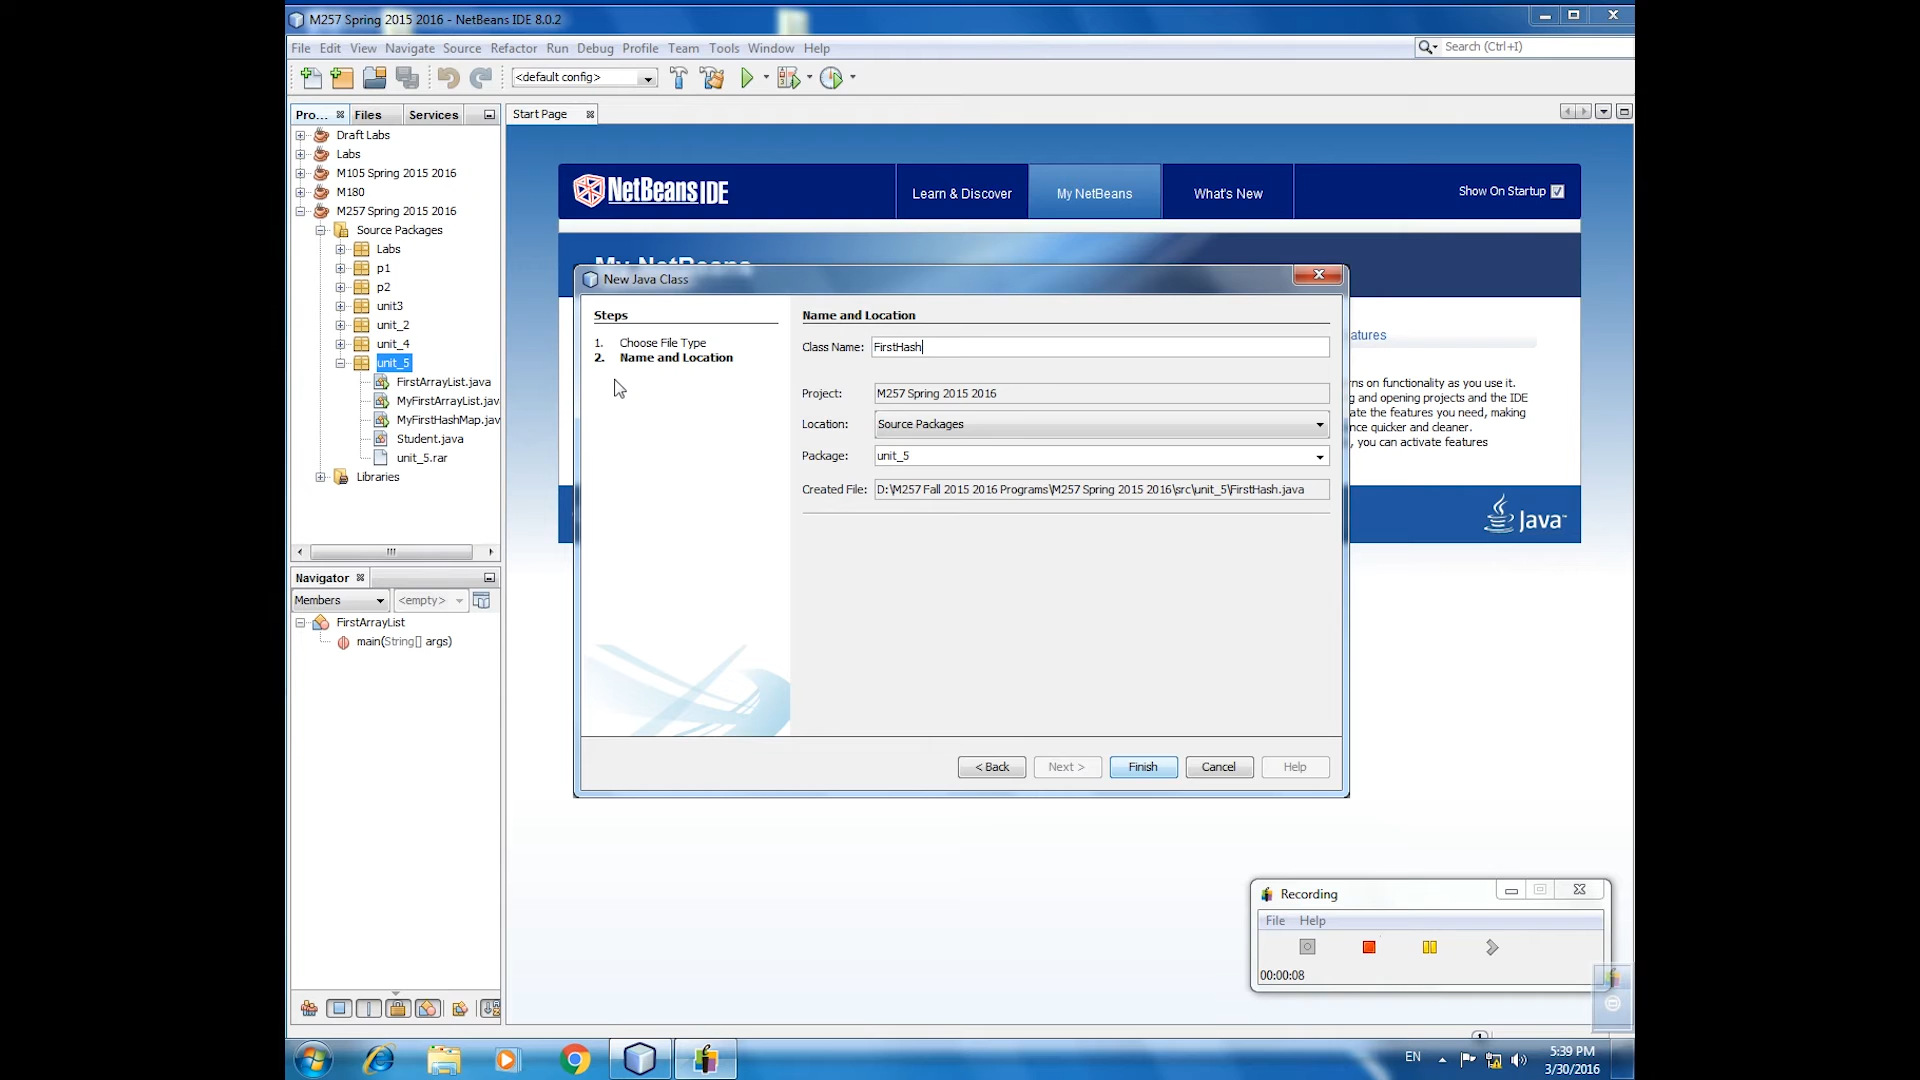 M257 Spring 2015 2016 - NetBeans IDE 8.0.2
File Edit View Navigate Source Refactor Run Debug Profile Team Tools Window Help
Search (Ctrl+I)
<default config>
Pro... Files Services
Start Page
Draft Labs
Labs
M105 Spring 2015 2016
M180
M257 Spring 2015 2016
Source Packages
Labs
p1
p2
unit3
unit_2
unit_4
unit_5
FirstArrayList.java
MyFirstArrayList.jav
MyFirstHashMap.jav
Student.java
unit_5.rar
Libraries
NetBeans IDE
Learn & Discover
My NetBeans
What's New
Show On Startup
My NetBeans
New Java Class
Steps
1. Choose File Type
2. Name and Location
Name and Location
Class Name: FirstHash
Project: M257 Spring 2015 2016
Location: Source Packages
Package: unit_5
Created File: D:\M257 Fall 2015 2016 Programs\M257 Spring 2015 2016\src\unit_5\FirstHash.java
< Back Next > Finish Cancel Help
atures
ns on functionality as you use it.
g and opening projects and the IDE
ate the features you need, making
nce quicker and cleaner.
, you can activate features
Java
Navigator
Members <empty>
FirstArrayList
main(String[] args)
Recording
File Help
00:00:08
EN
5:39 PM
3/30/2016